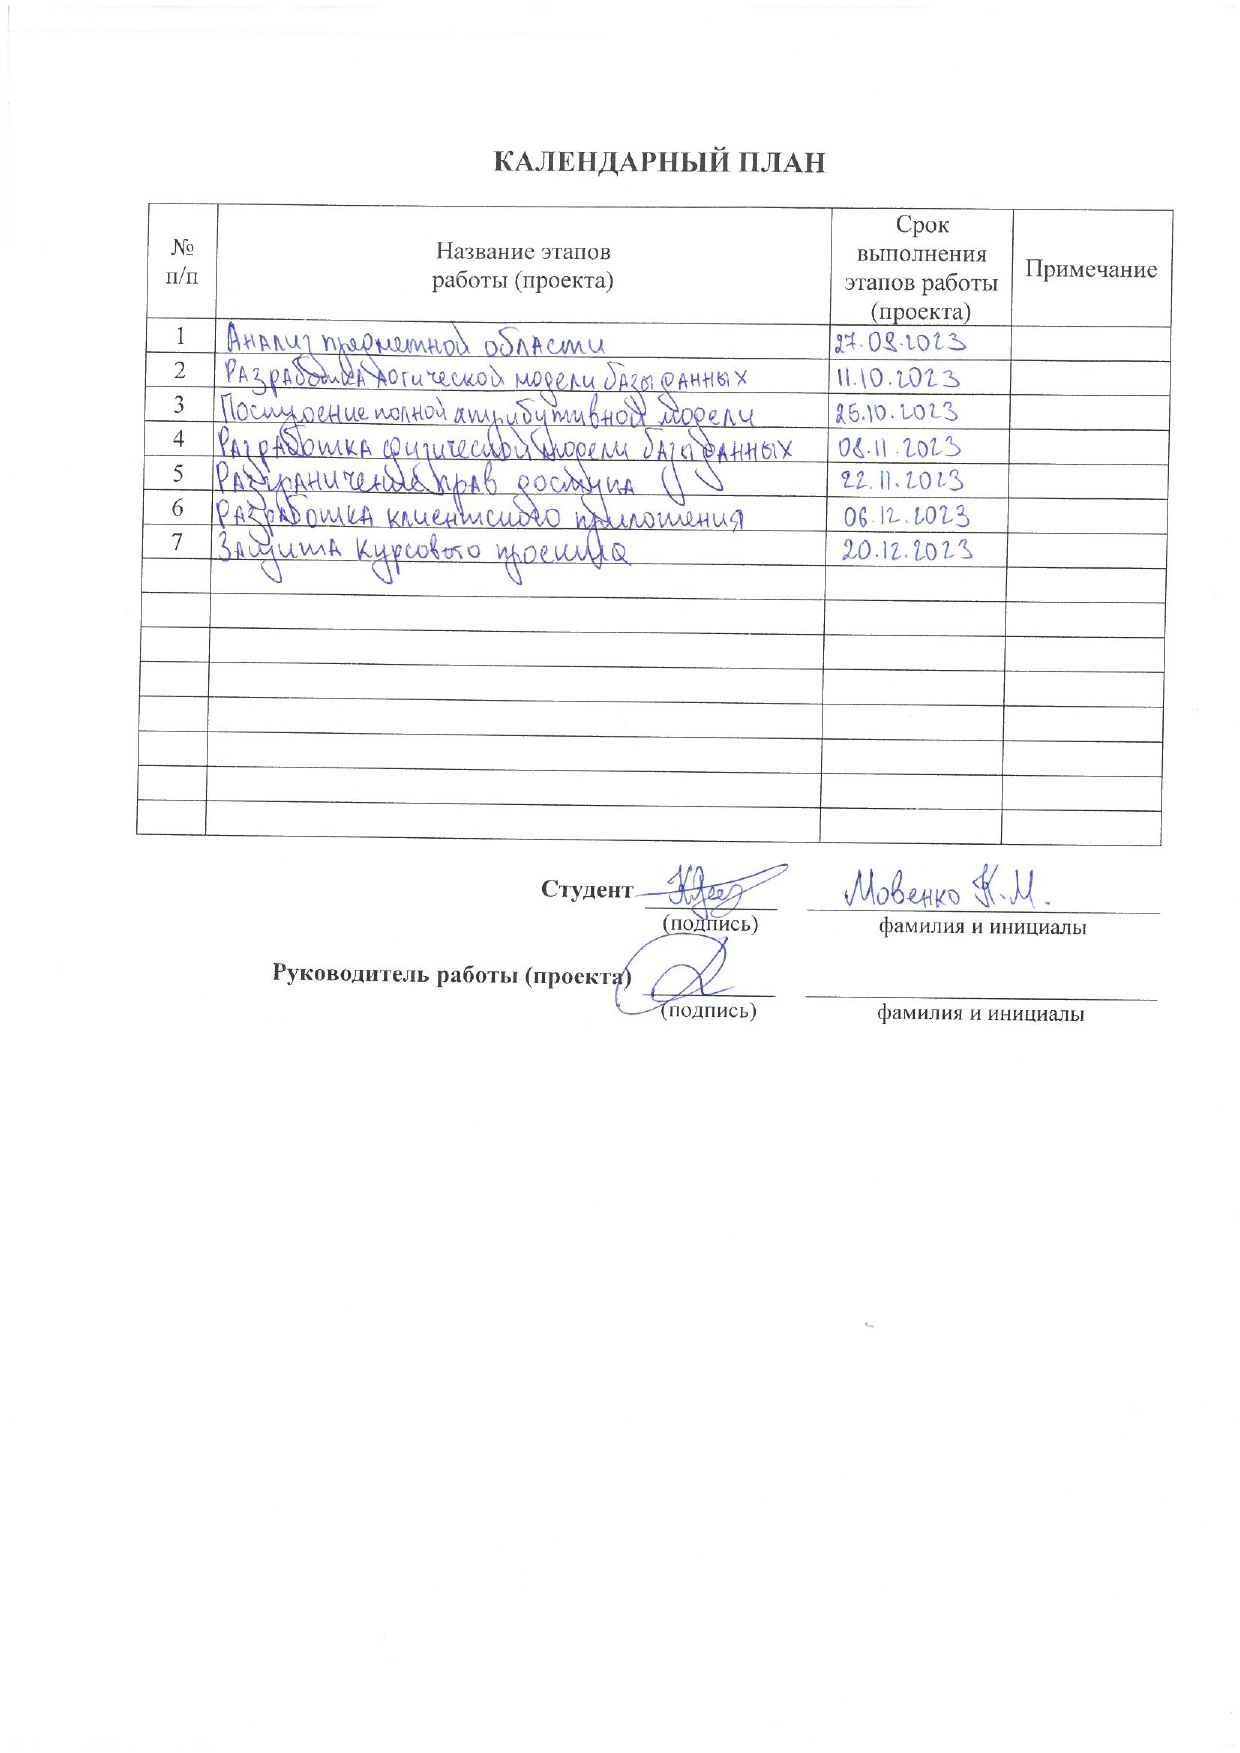 КАЛЕНДАРНЫЙ ПЛАН
№ п/п
Название этапов работы (проекта)
Срок выполнения этапов работы (проекта)
Примечание
1 Анализ предметной области 27.09.2023
2 Разработка логической модели базы данных 11.10.2023
3 Построение полной атрибутивной модели 25.10.2023
4 Разработка физической модели базы данных 08.11.2023
5 Разграничение прав доступа 22.11.2023
6 Разработка клиентского приложения 06.12.2023
7 Защита курсового проекта 20.12.2023
Студент Мовенко К.М.
(подпись) фамилия и инициалы
Руководитель работы (проекта)
(подпись) фамилия и инициалы